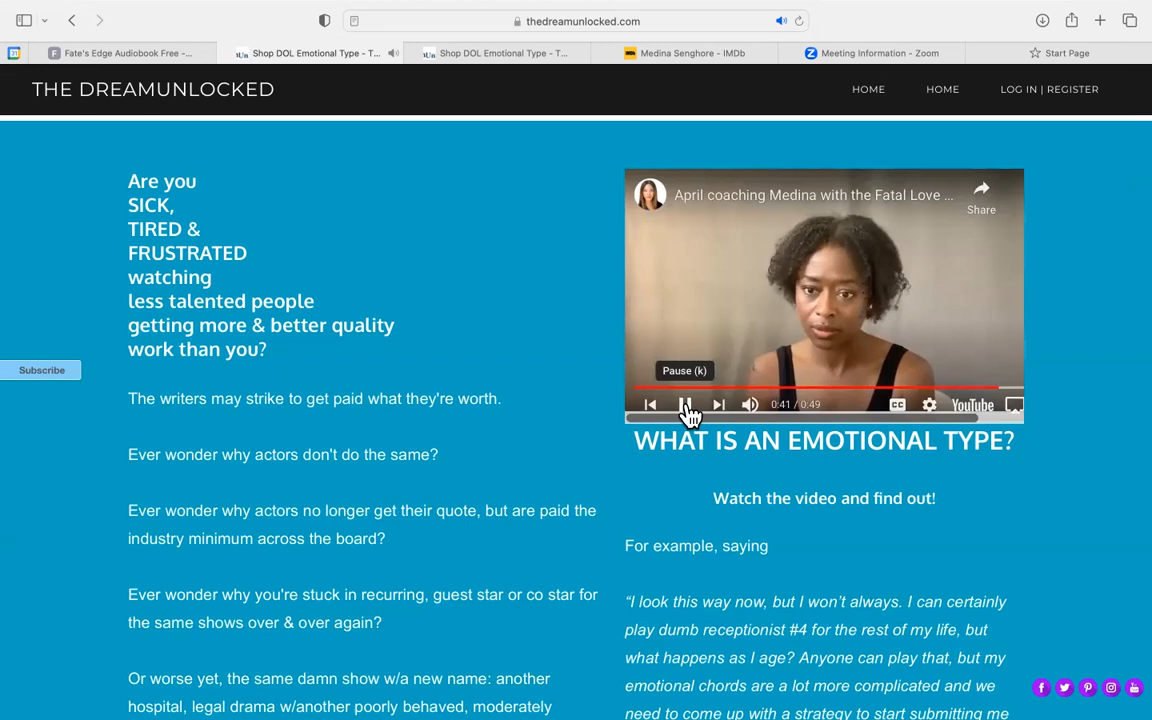 thedreamunlocked.com
Fate's Edge Audiobook Free -...
Shop DOL Emotional Type - T...
Shop DOL Emotional Type - T...
Medina Senghore - IMDb
Meeting Information - Zoom
Start Page
THE DREAMUNLOCKED
HOME
HOME
LOG IN | REGISTER
Are you
SICK,
TIRED &
FRUSTRATED
watching
less talented people
getting more & better quality
work than you?
Subscribe
The writers may strike to get paid what they're worth.
Ever wonder why actors don't do the same?
Ever wonder why actors no longer get their quote, but are paid the
industry minimum across the board?
Ever wonder why you're stuck in recurring, guest star or co star for
the same shows over & over again?
Or worse yet, the same damn show w/a new name: another
hospital, legal drama w/another poorly behaved, moderately
April coaching Medina with the Fatal Love ...
Share
Pause (k)
0:41 / 0:49
CC
YouTube
WHAT IS AN EMOTIONAL TYPE?
Watch the video and find out!
For example, saying
“I look this way now, but I won’t always. I can certainly
play dumb receptionist #4 for the rest of my life, but
what happens as I age? Anyone can play that, but my
emotional chords are a lot more complicated and we
need to come up with a strategy to start submitting me